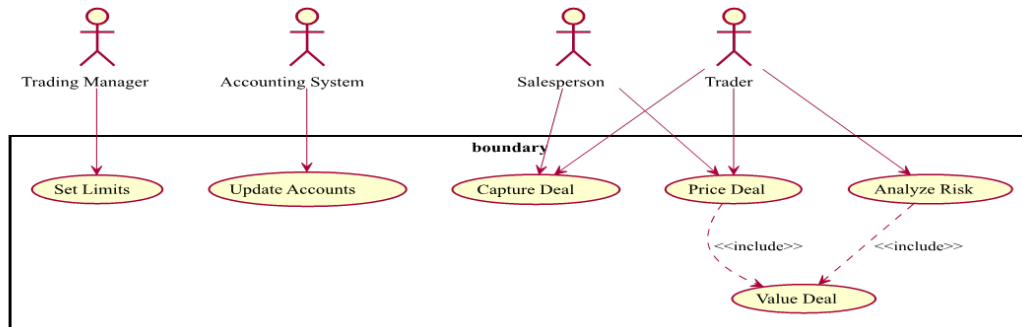 Trading Manager
Accounting System
Salesperson
Trader
boundary
Set Limits
Update Accounts
Capture Deal
Price Deal
Analyze Risk
<<include>>
<<include>>
Value Deal